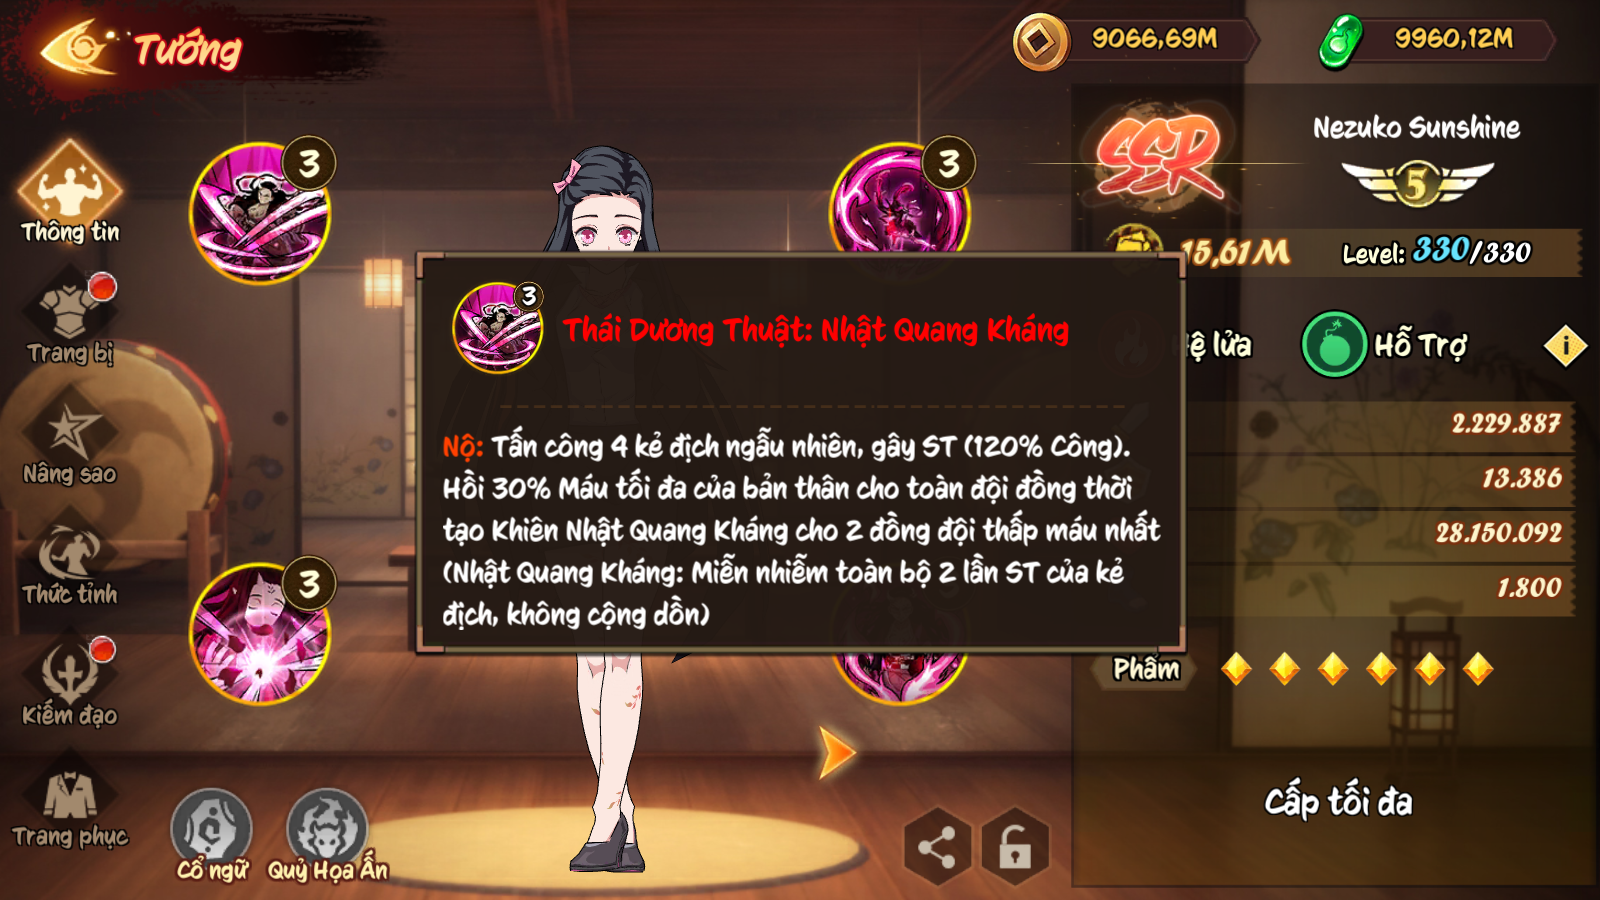 Tướng
9066,69M
9960,12M
SSR
Nezuko Sunshine
5
15,61M
Level: 330/330
Thông tin
Trang bị
Nâng sao
Thức tỉnh
Kiếm đạo
Trang phục
3
3
3
3
Thái Dương Thuật: Nhật Quang Kháng
Nộ: Tấn công 4 kẻ địch ngẫu nhiên, gây ST (120% Công).
Hồi 30% Máu tối đa của bản thân cho toàn đội đồng thời
tạo Khiên Nhật Quang Kháng cho 2 đồng đội thấp máu nhất
(Nhật Quang Kháng: Miễn nhiễm toàn bộ 2 lần ST của kẻ
địch, không cộng dồn)
lửa
Hỗ Trợ
i
2.229.887
13.386
28.150.092
1.800
Phẩm
Cấp tối đa
Cổ ngữ
Quỷ Họa Ấn